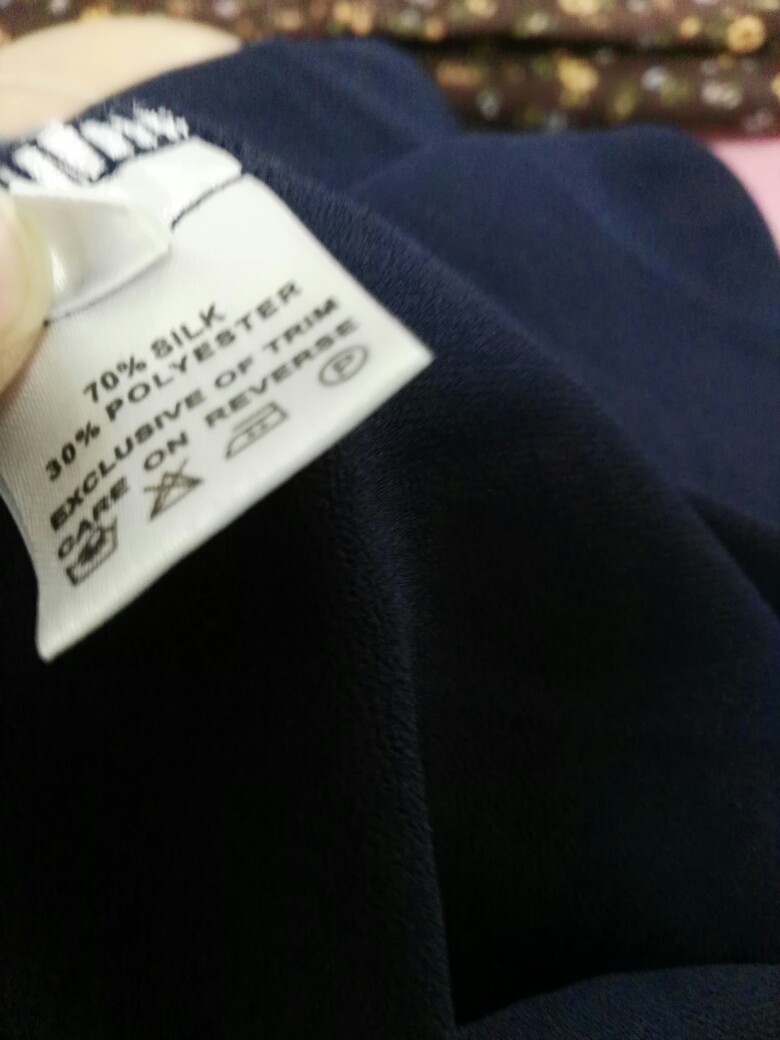 70% SILK
30% POLYESTER
EXCLUSIVE OF TRIM
CARE ON REVERSE
P